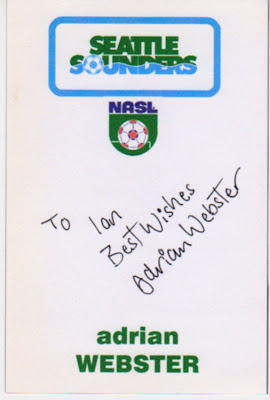 SEATTLE
SOUNDERS
NASL
To Ian
Best Wishes
Adrian Webster
adrian
WEBSTER